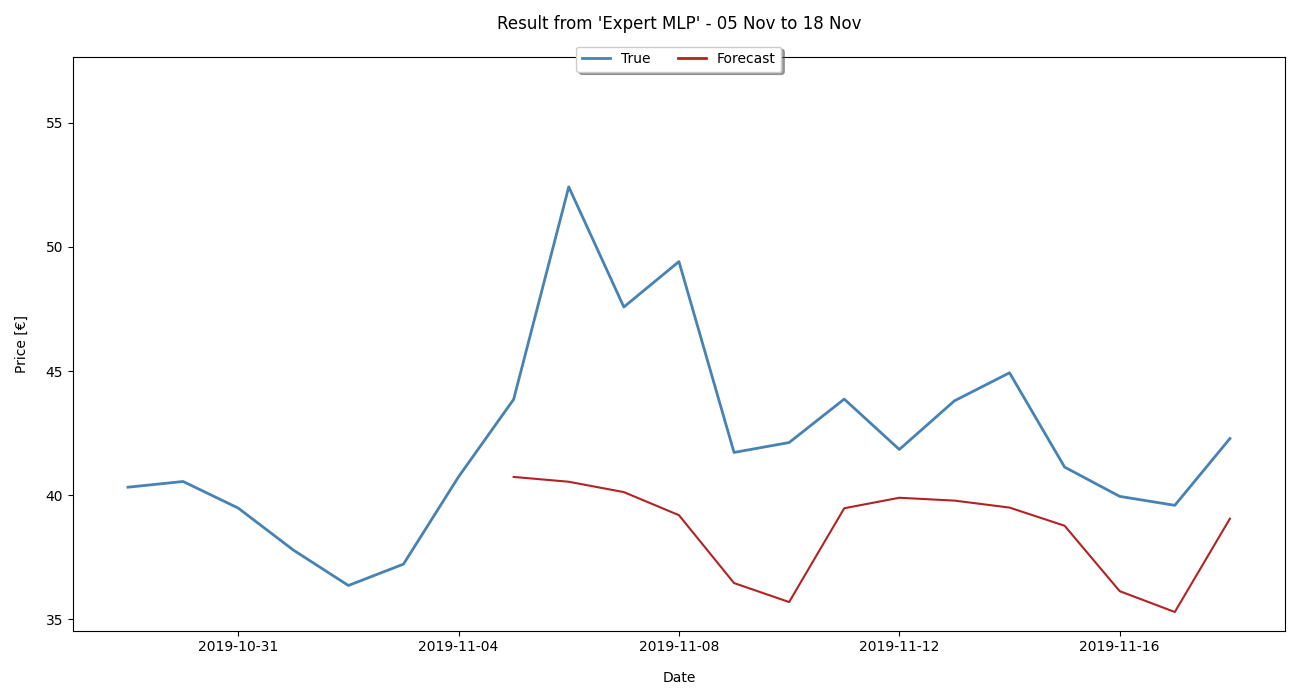 Result from 'Expert MLP' - 05 Nov to 18 Nov
True Forecast
55
50
45
40
35
Price [€]
2019-10-31 2019-11-04 2019-11-08 2019-11-12 2019-11-16
Date